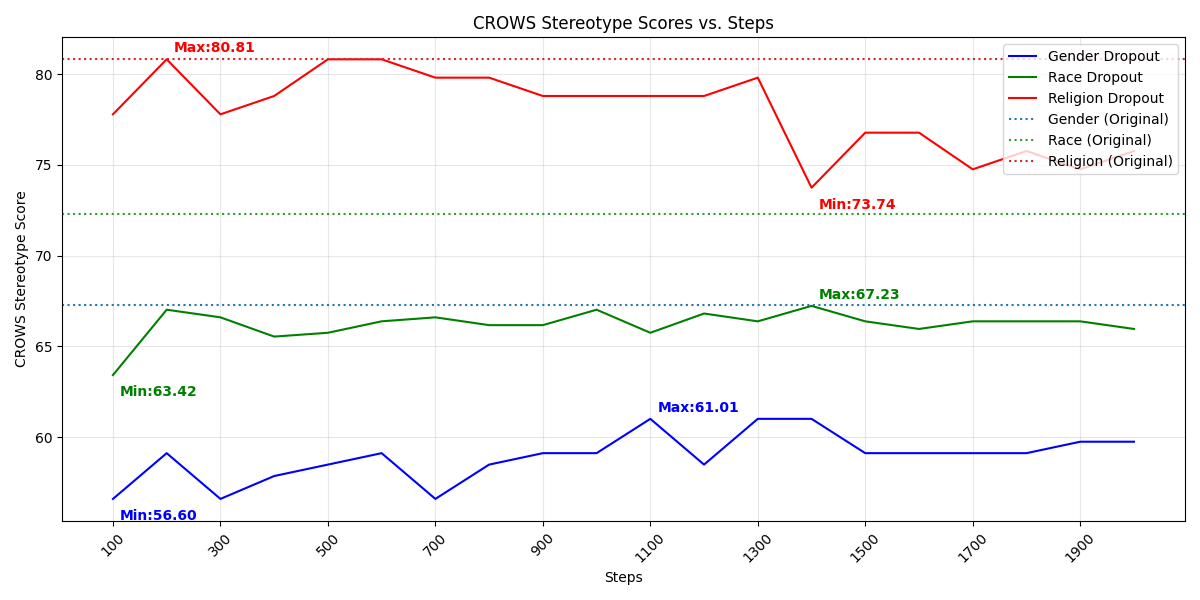 CROWS Stereotype Scores vs. Steps
Max:80.81
Gender Dropout
Race Dropout
Religion Dropout
Gender (Original)
Race (Original)
Religion (Original)
80
75
70
65
60
CROWS Stereotype Score
Min:73.74
Max:67.23
Min:63.42
Max:61.01
Min:56.60
100
300
500
700
900
1100
1300
1500
1700
1900
Steps